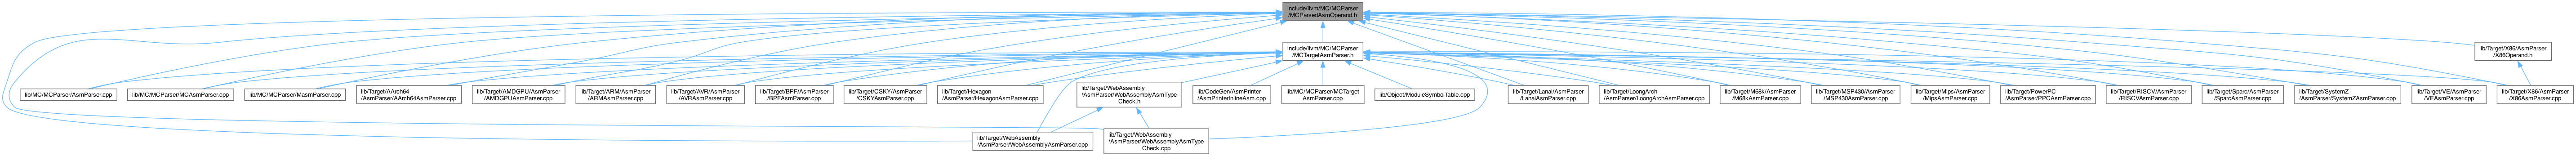 include/llvm/MC/MCParser
/MCParsedAsmOperand.h
include/llvm/MC/MCParser
/MCTargetAsmParser.h
lib/Target/X86/AsmParser
/X86Operand.h
lib/MC/MCParser/AsmParser.cpp
lib/MC/MCParser/MCAsmParser.cpp
lib/MC/MCParser/MasmParser.cpp
lib/Target/AArch64
/AsmParser/AArch64AsmParser.cpp
lib/Target/AMDGPU/AsmParser
/AMDGPUAsmParser.cpp
lib/Target/ARM/AsmParser
/ARMAsmParser.cpp
lib/Target/AVR/AsmParser
/AVRAsmParser.cpp
lib/Target/BPF/AsmParser
/BPFAsmParser.cpp
lib/Target/CSKY/AsmParser
/CSKYAsmParser.cpp
lib/Target/Hexagon
/AsmParser/HexagonAsmParser.cpp
lib/Target/WebAssembly
/AsmParser/WebAssemblyAsmType
Check.h
lib/CodeGen/AsmPrinter
/AsmPrinterInlineAsm.cpp
lib/MC/MCParser/MCTarget
AsmParser.cpp
lib/Object/ModuleSymbolTable.cpp
lib/Target/Lanai/AsmParser
/LanaiAsmParser.cpp
lib/Target/LoongArch
/AsmParser/LoongArchAsmParser.cpp
lib/Target/M68k/AsmParser
/M68kAsmParser.cpp
lib/Target/MSP430/AsmParser
/MSP430AsmParser.cpp
lib/Target/Mips/AsmParser
/MipsAsmParser.cpp
lib/Target/PowerPC
/AsmParser/PPCAsmParser.cpp
lib/Target/RISCV/AsmParser
/RISCVAsmParser.cpp
lib/Target/Sparc/AsmParser
/SparcAsmParser.cpp
lib/Target/SystemZ
/AsmParser/SystemZAsmParser.cpp
lib/Target/VE/AsmParser
/VEAsmParser.cpp
lib/Target/X86/AsmParser
/X86AsmParser.cpp
lib/Target/WebAssembly
/AsmParser/WebAssemblyAsmParser.cpp
lib/Target/WebAssembly
/AsmParser/WebAssemblyAsmType
Check.cpp